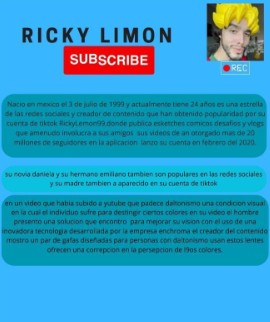 RICKY LIMON
SUBSCRIBE
REC
Nacio en mexico el 3 de julio de 1999 y actualmente tiene 24 años es una estrella
de las redes sociales y creador de contenido que han obtenido popularidad por su
cuenta de tiktok RickyLemon99.donde publica esketches comicos desafios y vlogs
que amenudo involucra a sus amigos. sus videos de an otorgado mas de 20
millones de seguidores en la aplicación. lanzo su cuenta en febrero del 2020.
su novia daniela y su hermano emiliano tambien son populares en las redes sociales
y su madre tambien a aparecido en su cuenta de tiktok
en un video que habia subido a yutube que padece daltonismo una condición visual
en la cual el individuo sufre para destingir ciertos colores en su video el hombre
presento una solucion que encontro para mejorar su vision con el uso de una
inovadora tecnologia desarrollada por la empresa enchroma el creador del contenido
mostro un par de gafas diseñadas para personas con daltonismo usan estos lentes
ofrecen una correpcion en la persepcion de l9os colores.